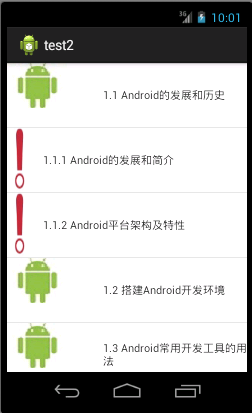 3G
10:01
test2
1.1 Android的发展和历史
1.1.1 Android的发展和简介
1.1.2 Android平台架构及特性
1.2 搭建Android开发环境
1.3 Android常用开发工具的用
法